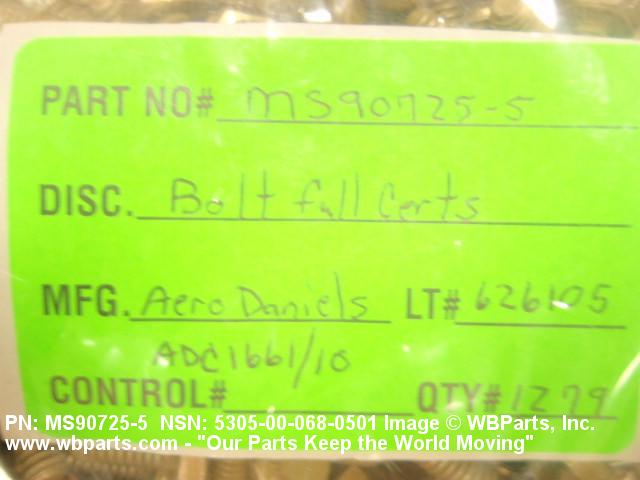 PART NO# MS90725-5
DISC. Bolt full Certs
MFG. Aero Daniels LT# 626105
ADC1661/10
CONTROL# QTY# 1279
PN: MS90725-5 NSN: 5305-00-068-0501 Image © WBParts, Inc.
www.wbparts.com - "Our Parts Keep the World Moving"